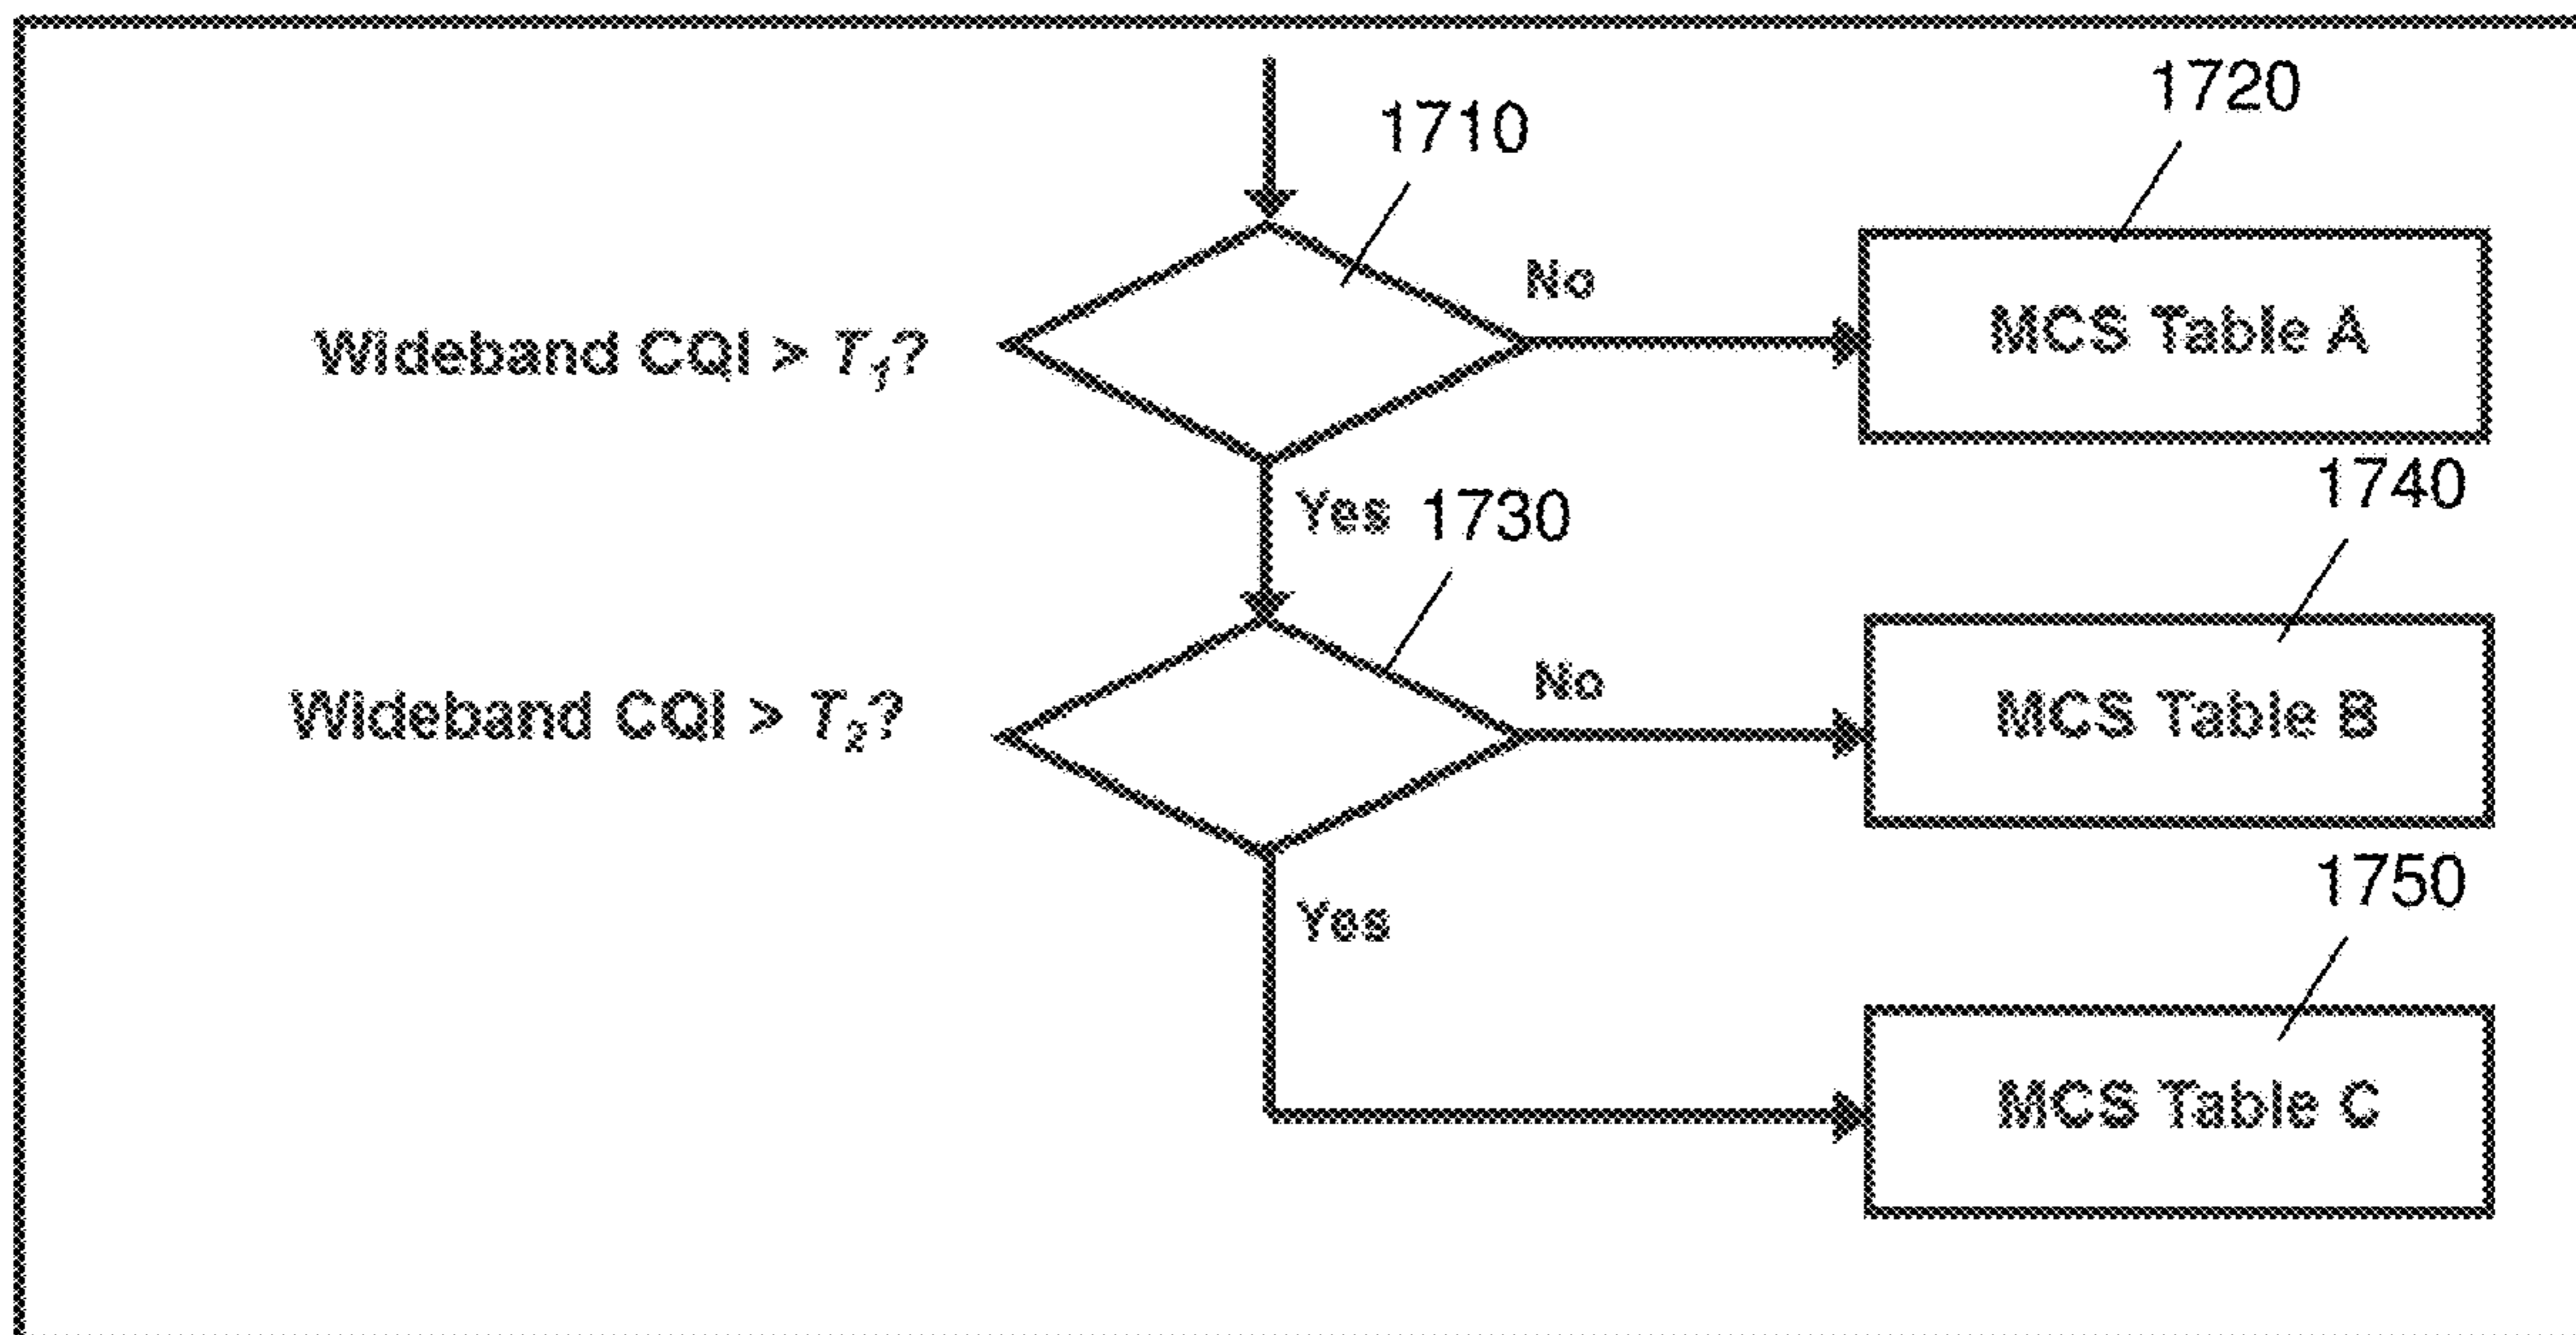 1720
1710
No
MCS Table A
Wideband CQI > T1?
1740
Yes
1730
No
MCS Table B
Wideband CQI > T2?
1750
Yes
MCS Table C